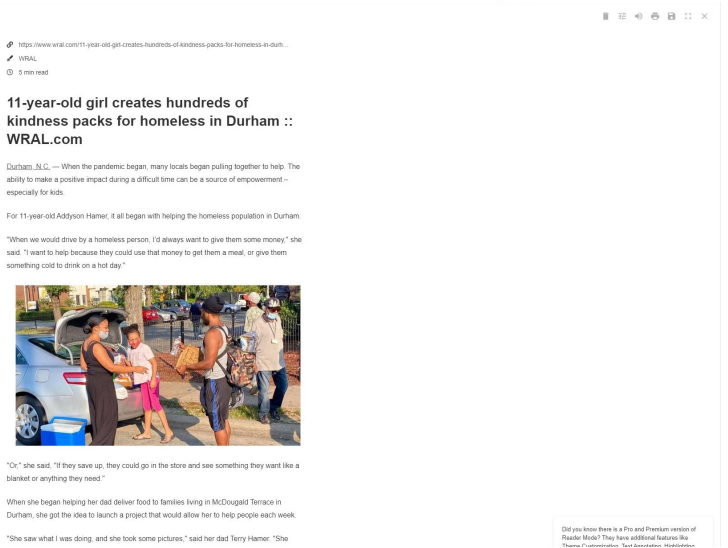 https://www.wral.com/11-year-old-girl-creates-hundreds-of-kindness-packs-for-homeless-in-durh...
WRAL
5 min read
11-year-old girl creates hundreds of
kindness packs for homeless in Durham ::
WRAL.com
Durham, N.C. — When the pandemic began, many locals began pulling together to help. The
ability to make a positive impact during a difficult time can be a source of empowerment –
especially for kids.
For 11-year-old Addyson Hamer, it all began with helping the homeless population in Durham.
"When we would drive by a homeless person, I'd always want to give them some money," she
said. "I want to help because they could use that money to get them a meal, or give them
something cold to drink on a hot day."
"Or," she said, "If they save up, they could go in the store and see something they want like a
blanket or anything they need."
When she began helping her dad deliver food to families living in McDougald Terrace in
Durham, she got the idea to launch a project that would allow her to help people each week.
"She saw what I was doing, and she took some pictures," said her dad Terry Hamer. "She
Did you know there is a Pro and Premium version of
Reader Mode? They have additional features like
Theme Customization, Text Annotation, Highlighting